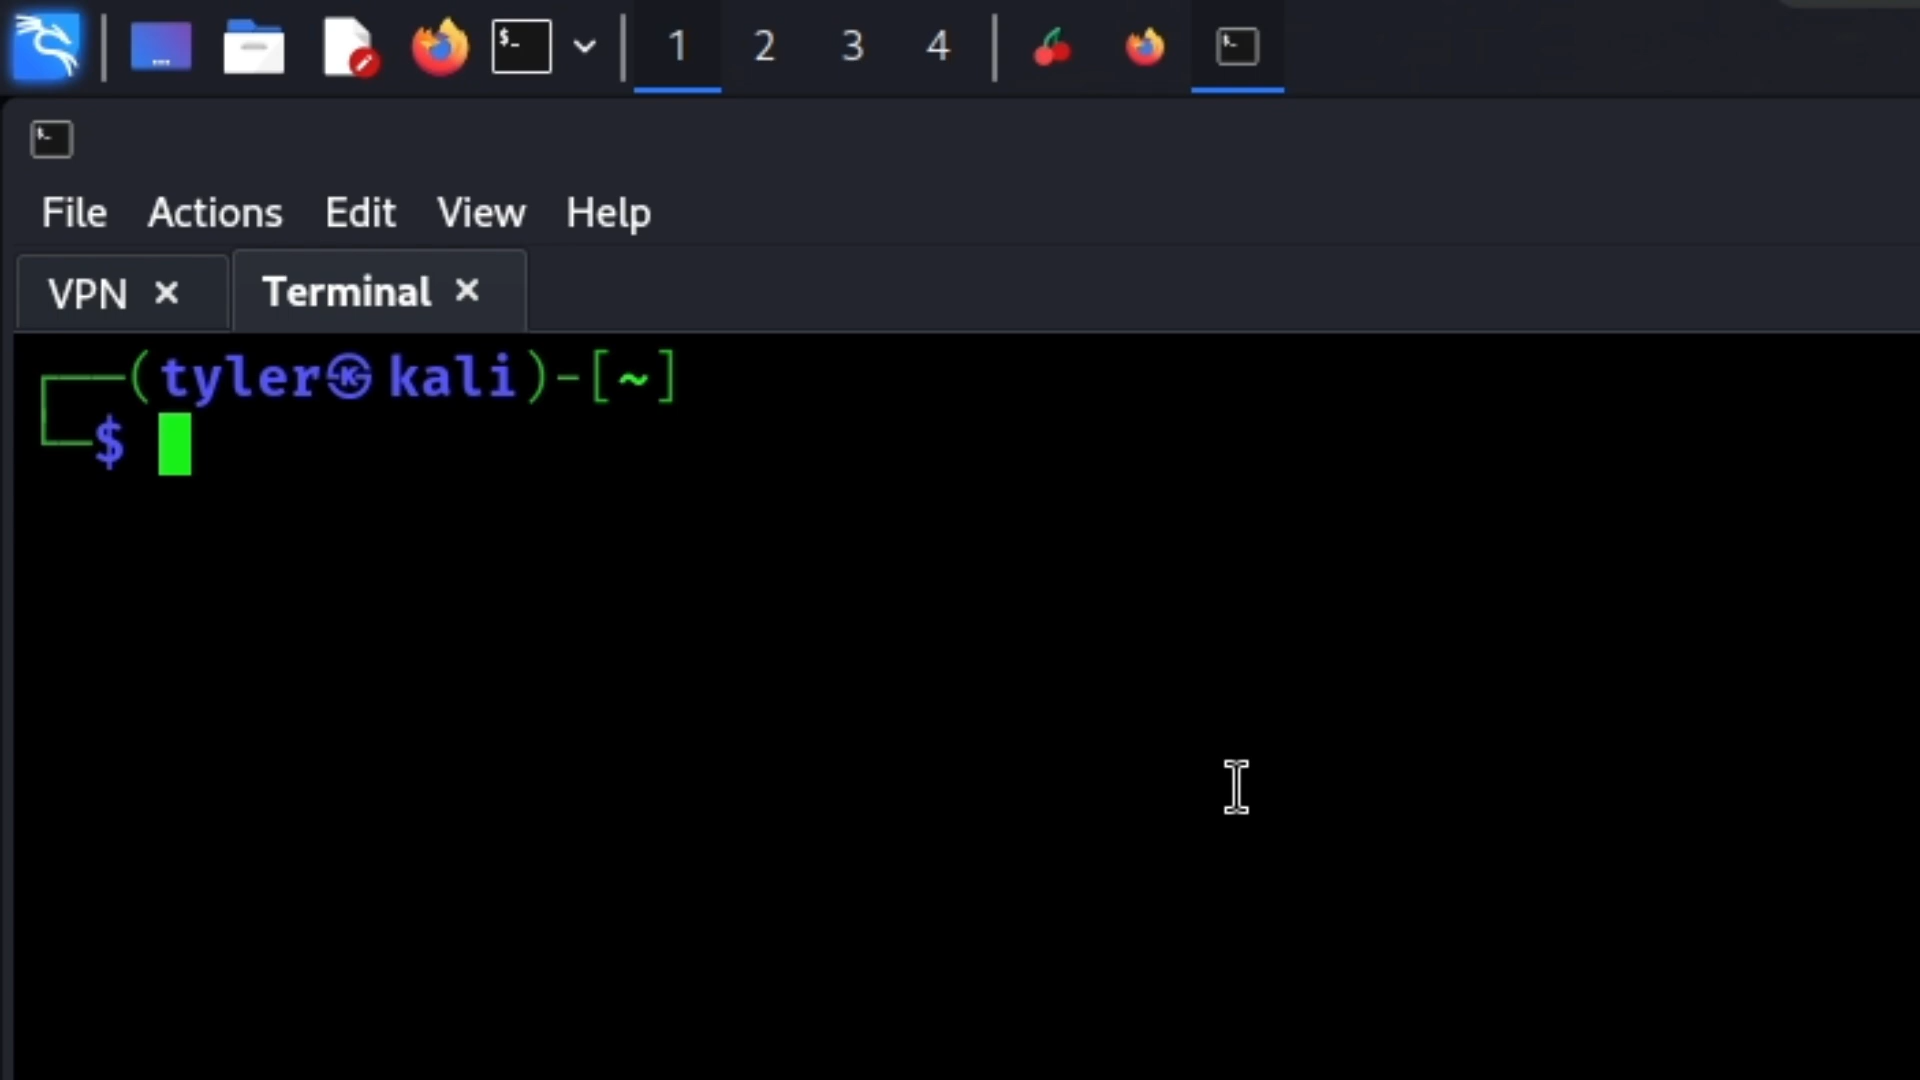 1 2 3 4
File Actions Edit View Help
VPN × Terminal ×
┌──(tyler㉿kali)-[~]
└─$